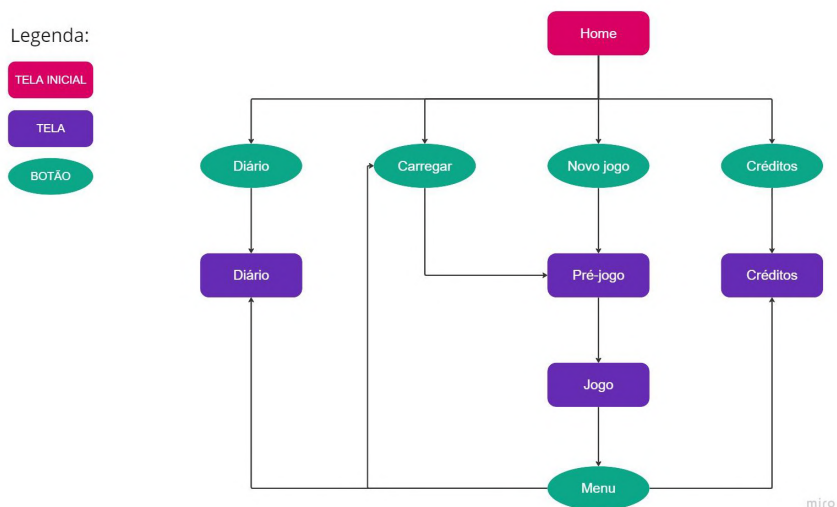 Legenda:
TELA INICIAL
TELA
BOTÃO
Home
Diário
Carregar
Novo jogo
Créditos
Diário
Pré-jogo
Créditos
Jogo
Menu
miro